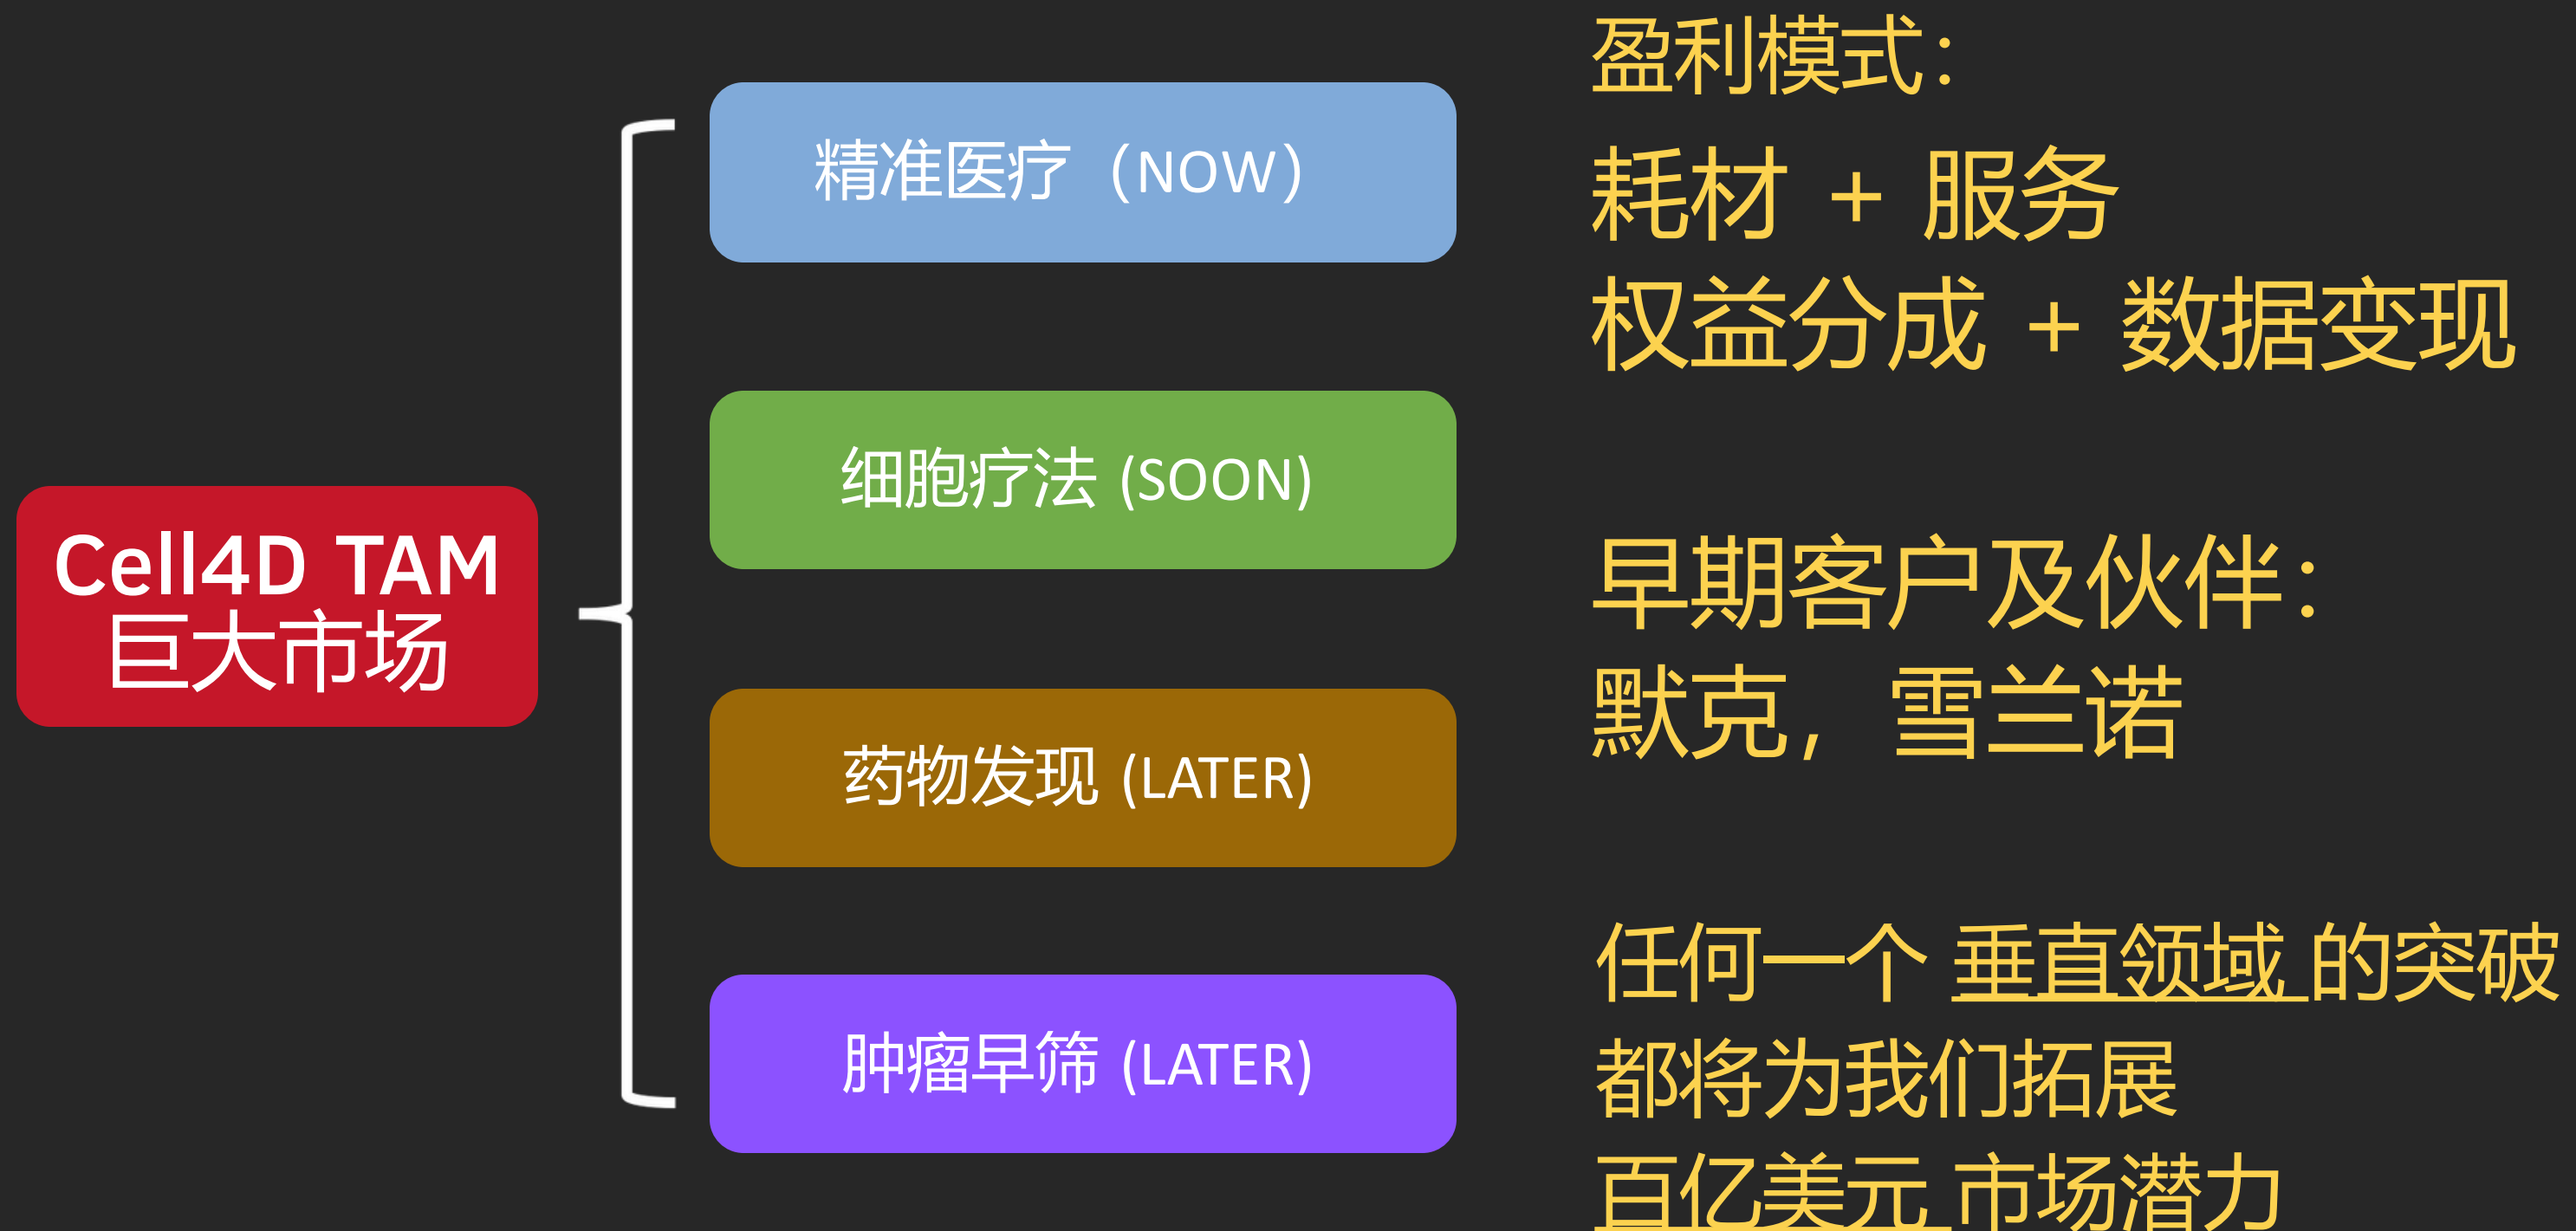 Cell4D TAM
巨大市场
精准医疗（NOW）
细胞疗法 (SOON)
药物发现 (LATER)
肿瘤早筛 (LATER)
盈利模式：
耗材 + 服务
权益分成 + 数据变现
早期客户及伙伴：
默克， 雪兰诺
任何一个 垂直领域 的突破
都将为我们拓展
百亿美元 市场潜力